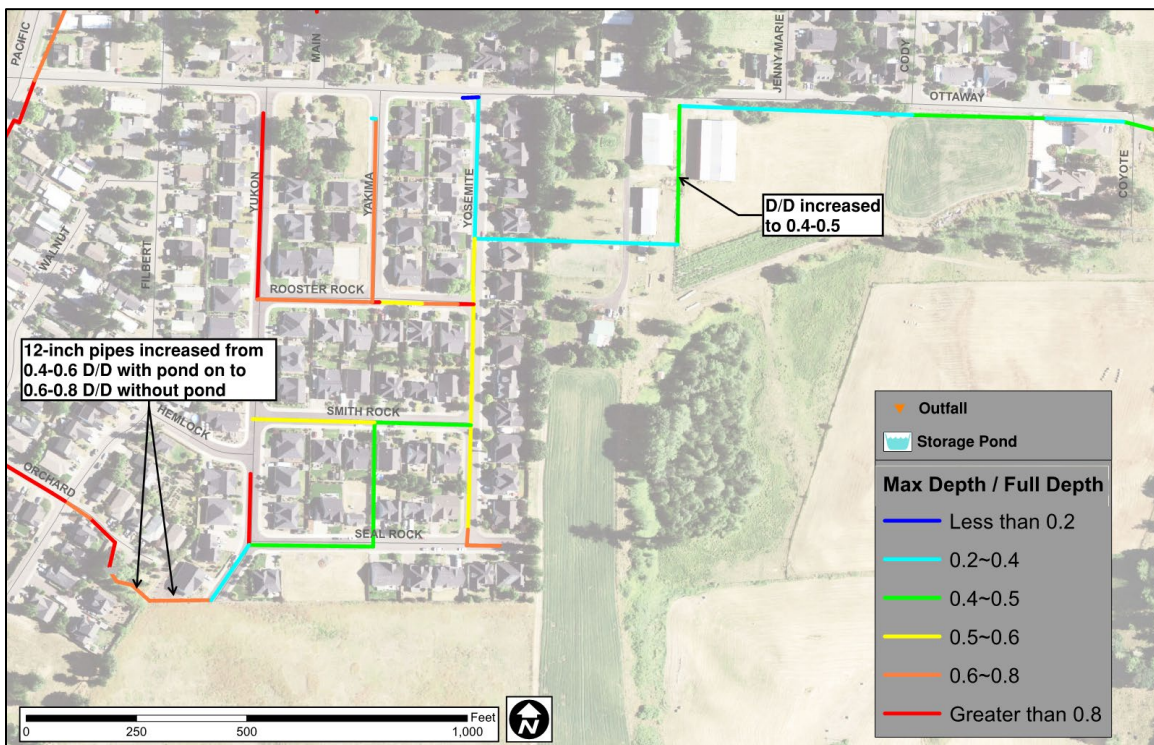 PACIFIC
MAIN
JENNY MARIE
CODY
OTTAWAY
COYOTE
WALNUT
FILBERT
YUKON
YAKIMA
YOSEMITE
D/D increased
to 0.4-0.5
ROOSTER ROCK
12-inch pipes increased from
0.4-0.6 D/D with pond on to
0.6-0.8 D/D without pond
HEMLOCK
SMITH ROCK
ORCHARD
SEAL ROCK
Outfall
Storage Pond
Max Depth / Full Depth
Less than 0.2
0.2~0.4
0.4~0.5
0.5~0.6
0.6~0.8
Greater than 0.8
Feet
0 250 500 1,000
N